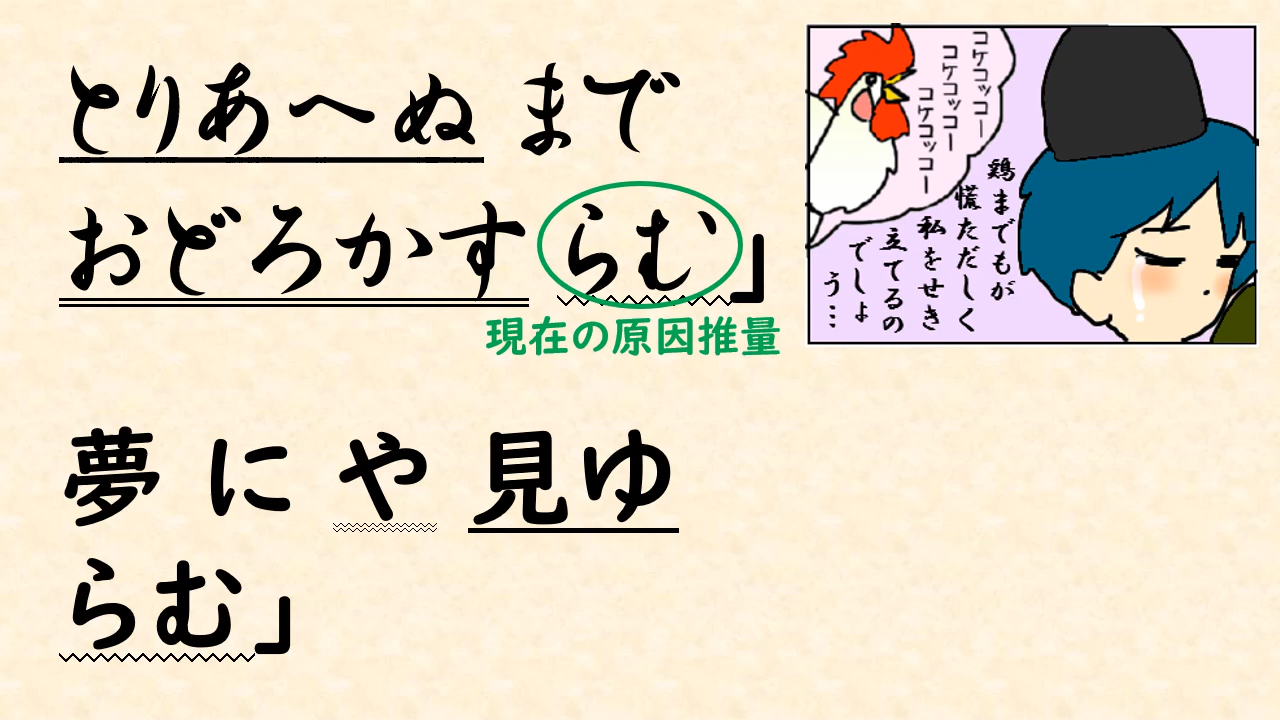 とりあへぬ まで
おどろかす らむ」
現在の原因推量
コケコッコー
コケコッコー
コケコッコー
鶏までもが
慌ただしく
私をせき
立てるの
でしょ
う…
夢 に や 見ゆ
らむ」